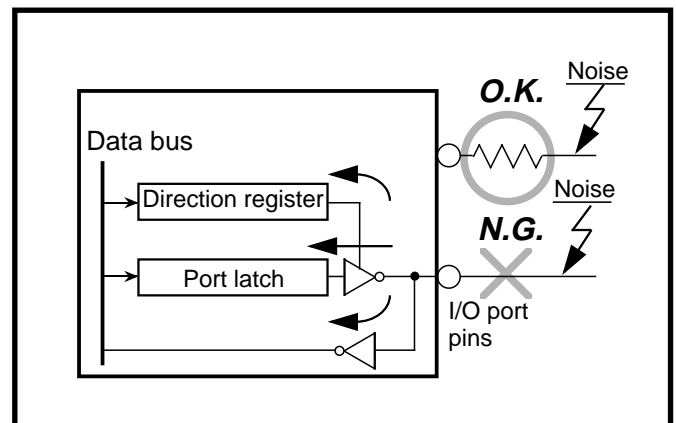 Noise
O.K.
Data bus
Noise
Direction register
N.G.
Port latch
I/O port
pins